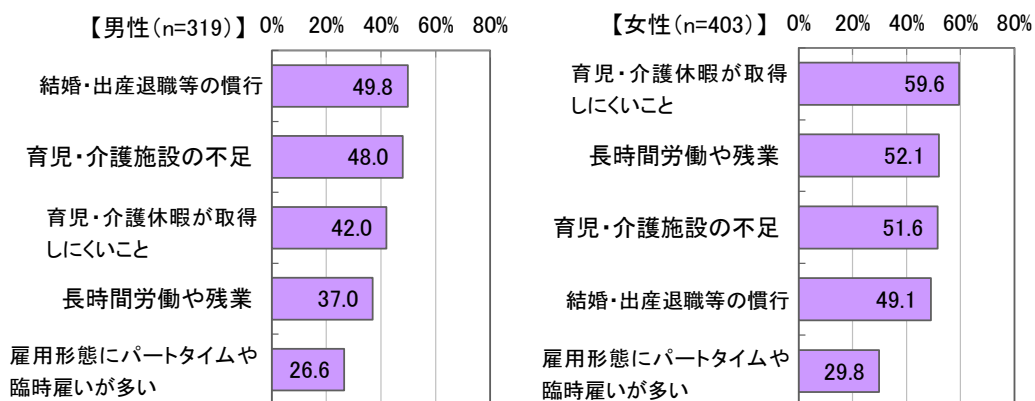 【男性(n=319)】 0% 20% 40% 60% 80%
結婚・出産退職等の慣行 49.8
育児・介護施設の不足 48.0
育児・介護休暇が取得
しにくいこと 42.0
長時間労働や残業 37.0
雇用形態にパートタイムや
臨時雇いが多い 26.6
【女性(n=403)】 0% 20% 40% 60% 80%
育児・介護休暇が取得
しにくいこと 59.6
長時間労働や残業 52.1
育児・介護施設の不足 51.6
結婚・出産退職等の慣行 49.1
雇用形態にパートタイムや
臨時雇いが多い 29.8